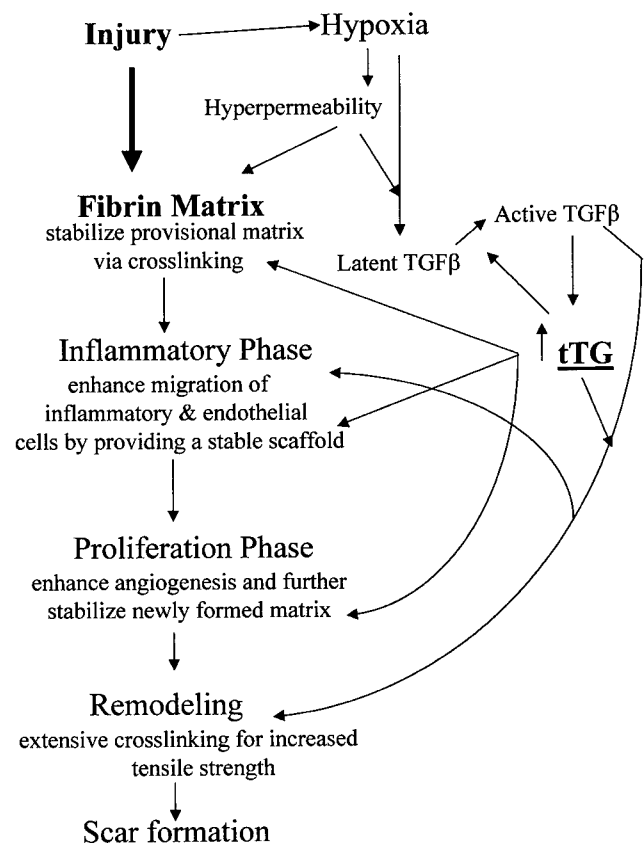 Injury
Hypoxia
Hyperpermeability
Fibrin Matrix
stabilize provisional matrix
via crosslinking
Latent TGFβ
Active TGFβ
tTG
Inflammatory Phase
enhance migration of
inflammatory & endothelial
cells by providing a stable scaffold
Proliferation Phase
enhance angiogenesis and further
stabilize newly formed matrix
Remodeling
extensive crosslinking for increased
tensile strength
Scar formation